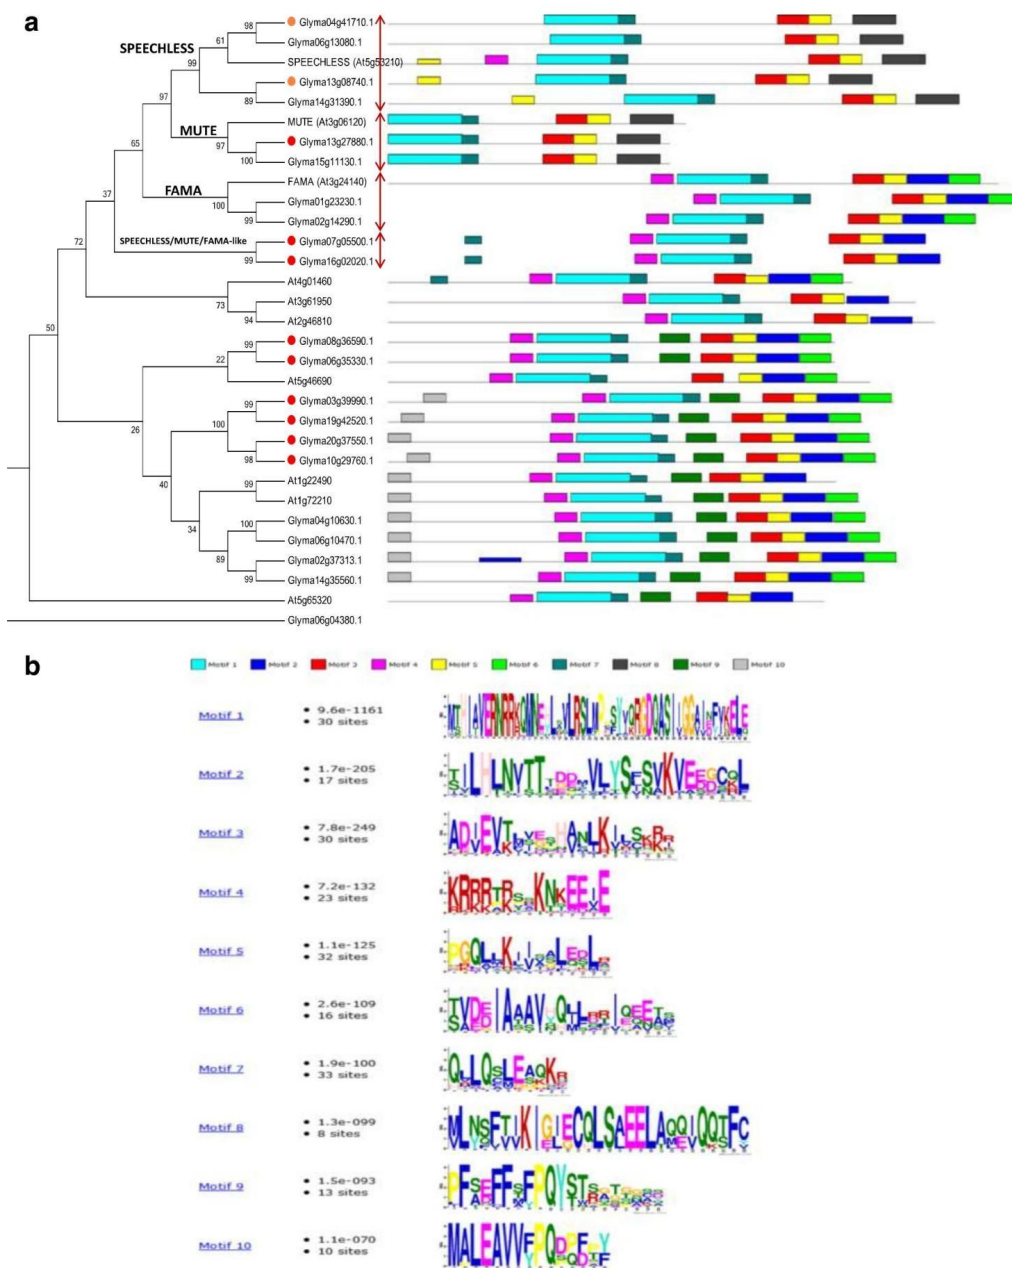 a
98
Glyma04g41710.1
61
Glyma06g13080.1
SPEECHLESS
SPEECHLESS (At5g53210)
99
Glyma13g08740.1
89
Glyma14g31390.1
97
MUTE (At3g06120)
MUTE
97
Glyma13g27880.1
65
100
Glyma15g11130.1
FAMA (At3g24140)
FAMA
100
Glyma01g23230.1
37
99
Glyma02g14290.1
SPEECHLESS/MUTE/FAMA-like
Glyma07g05500.1
72
99
Glyma16g02020.1
At4g01460
73
At3g61950
94
At2g46810
50
99
Glyma08g36590.1
22
Glyma06g35330.1
At5g46690
99
Glyma03g39990.1
26
100
Glyma19g42520.1
Glyma20g37550.1
98
Glyma10g29760.1
40
99
At1g22490
At1g72210
34
100
Glyma04g10630.1
Glyma06g10470.1
89
Glyma02g37313.1
99
Glyma14g35560.1
At5g65320
Glyma06g04380.1
b
Motif 1 Motif 2 Motif 3 Motif 4 Motif 5 Motif 6 Motif 7 Motif 8 Motif 9 Motif 10
Motif 1
• 9.6e-1161
• 30 sites
Motif 2
• 1.7e-205
• 17 sites
Motif 3
• 7.8e-249
• 30 sites
Motif 4
• 7.2e-132
• 23 sites
Motif 5
• 1.1e-125
• 32 sites
Motif 6
• 2.6e-109
• 16 sites
Motif 7
• 1.9e-100
• 33 sites
Motif 8
• 1.3e-099
• 8 sites
Motif 9
• 1.5e-093
• 13 sites
Motif 10
• 1.1e-070
• 10 sites